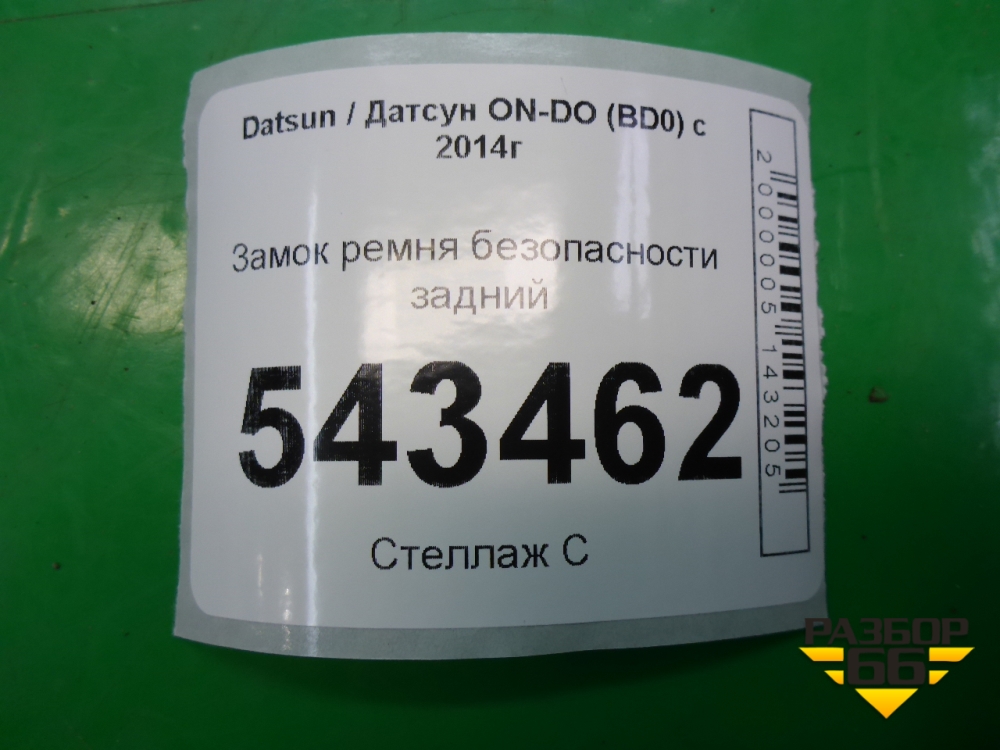 Datsun / Датсун ON-DO (BD0) с
2014г
Замок ремня безопасности
задний
543462
Стеллаж С
2000005143205
РАЗБОР
66